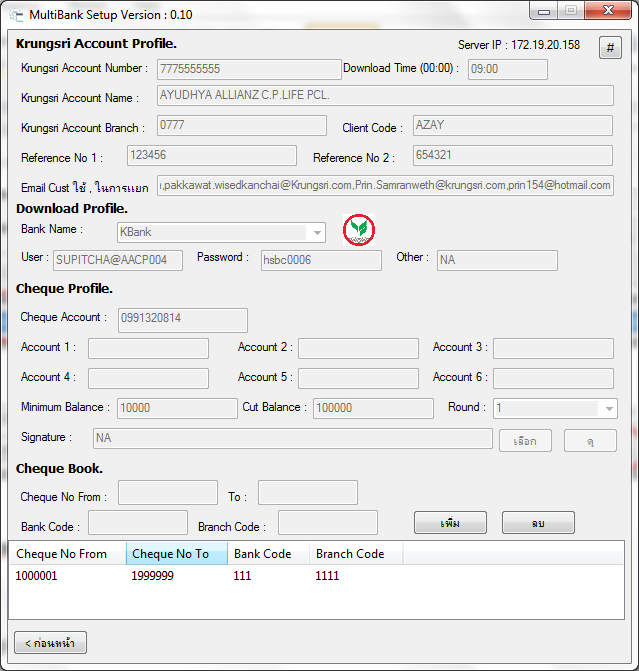 MultiBank Setup Version : 0.10
Krungsri Account Profile.
Server IP : 172.19.20.158
#
Krungsri Account Number : 7775555555 Download Time (00:00) : 09:00
Krungsri Account Name : AYUDHYA ALLIANZ C.P.LIFE PCL.
Krungsri Account Branch : 0777 Client Code : AZAY
Reference No 1 : 123456 Reference No 2 : 654321
Email Cust ใช้ , ในการแยก ,pakkawat.wisedkanchai@Krungsri.com,Prin.Samranweth@krungsri.com,prin154@hotmail.com
Download Profile.
Bank Name : KBank
User : SUPITCHA@AACP004 Password : hsbc0006 Other : NA
Cheque Profile.
Cheque Account : 0991320814
Account 1 : Account 2 : Account 3 :
Account 4 : Account 5 : Account 6 :
Minimum Balance : 10000 Cut Balance : 100000 Round : 1
Signature : NA เลือก ดู
Cheque Book.
Cheque No From : To :
Bank Code : Branch Code : เพิ่ม ลบ
Cheque No From Cheque No To Bank Code Branch Code
1000001 1999999 111 1111
< ก่อนหน้า